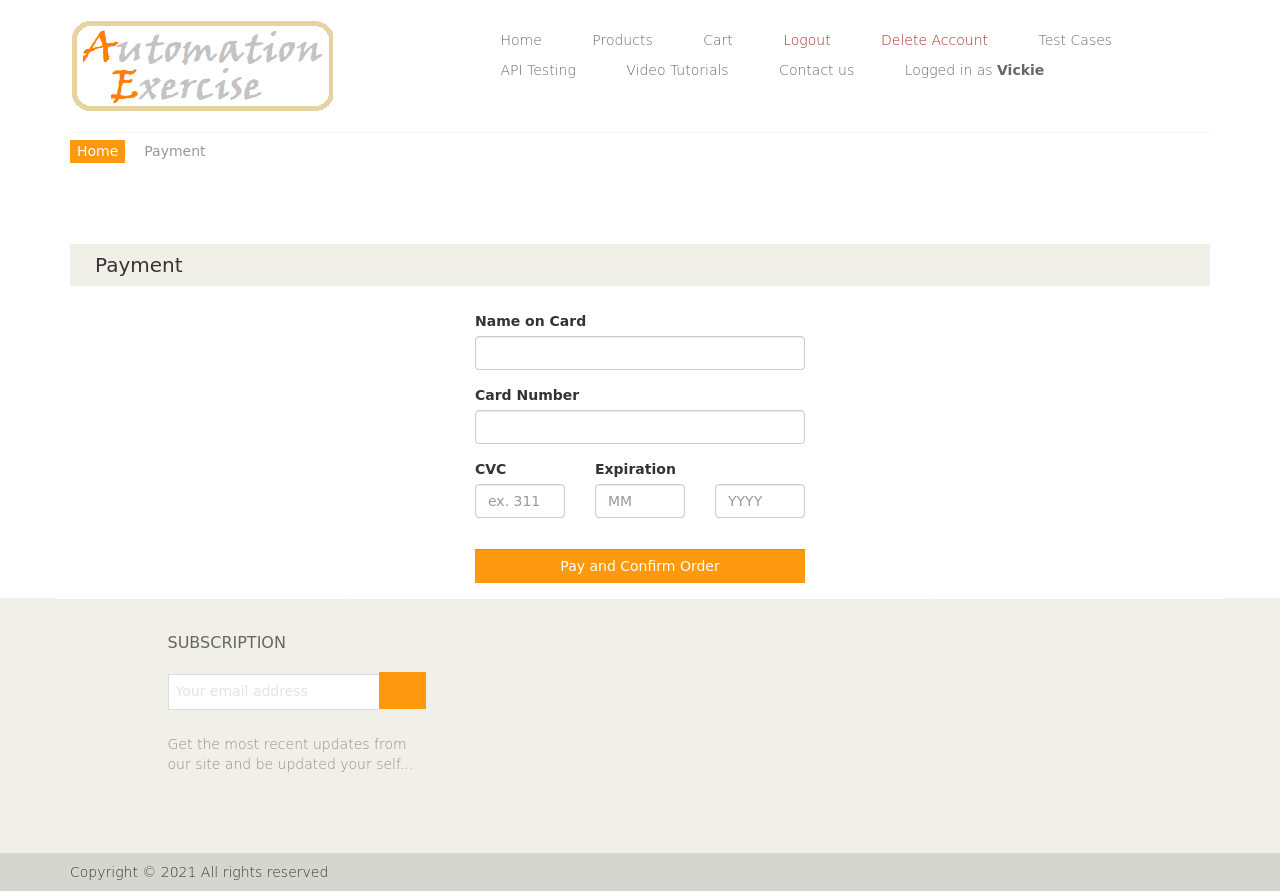 Automation
Exercise
Home Products Cart Logout Delete Account Test Cases
API Testing Video Tutorials Contact us Logged in as Vickie
Home Payment
Payment
Name on Card
Card Number
CVC Expiration
ex. 311 MM YYYY
Pay and Confirm Order
SUBSCRIPTION
Your email address
Get the most recent updates from
our site and be updated your self...
Copyright © 2021 All rights reserved